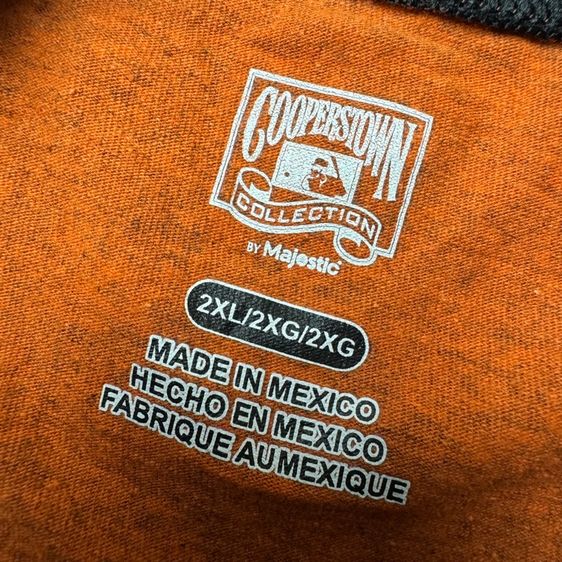 COOPERSTOWN
COLLECTION
BY Majestic®
2XL/2XG/2XG
MADE IN MEXICO
HECHO EN MEXICO
FABRIQUE AU MEXIQUE